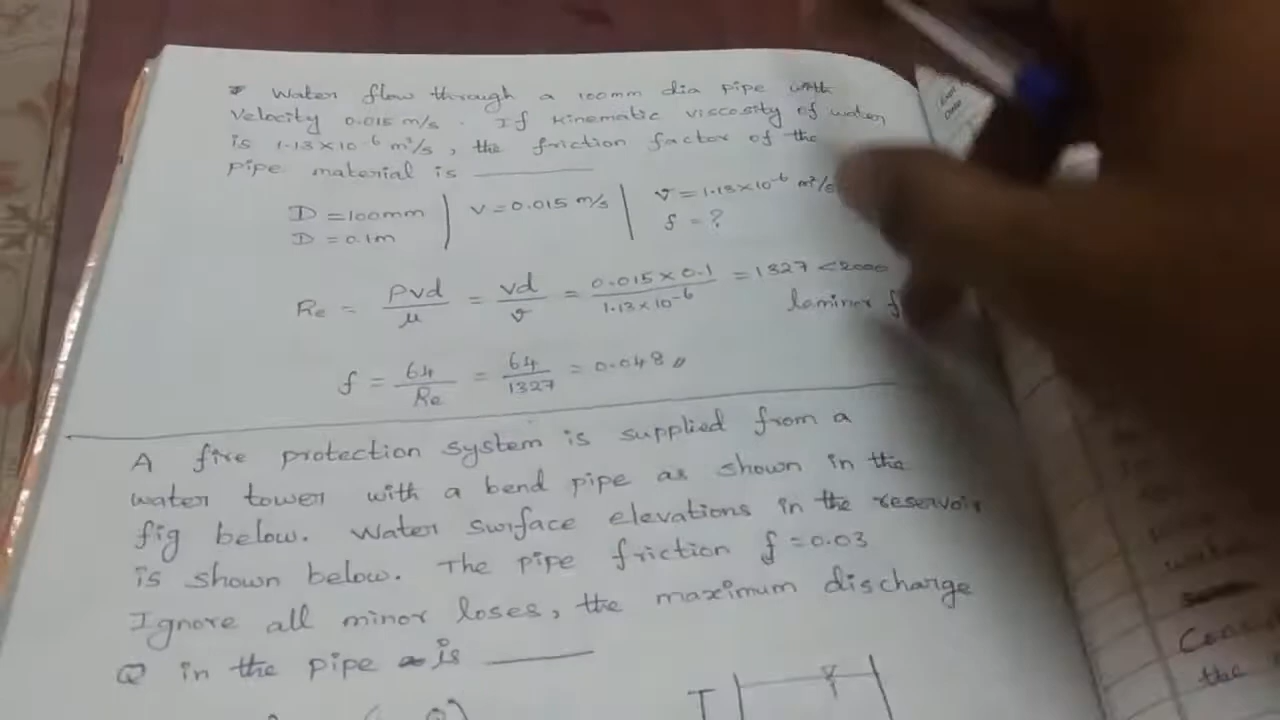 * Water flow through a 100mm dia pipe with
velocity 0.015 m/s. If Kinematic viscosity of water
is 1.13×10⁻⁶ m²/s, the friction factor of the
pipe material is ______
D = 100mm | V = 0.015 m/s | ν = 1.13×10⁻⁶ m²/s
D = 0.1m f = ?
Re = ρvd/μ = vd/ν = 0.015 × 0.1 / 1.13×10⁻⁶ = 1327 < 2000
laminar f
f = 64/Re = 64/1327 = 0.048 //
A fire protection system is supplied from a
water tower with a bend pipe as shown in the
fig below. Water surface elevations in the reservoir
is shown below. The pipe friction f = 0.03
Ignore all minor loses, the maximum discharge
Q in the pipe is ______
Con
the